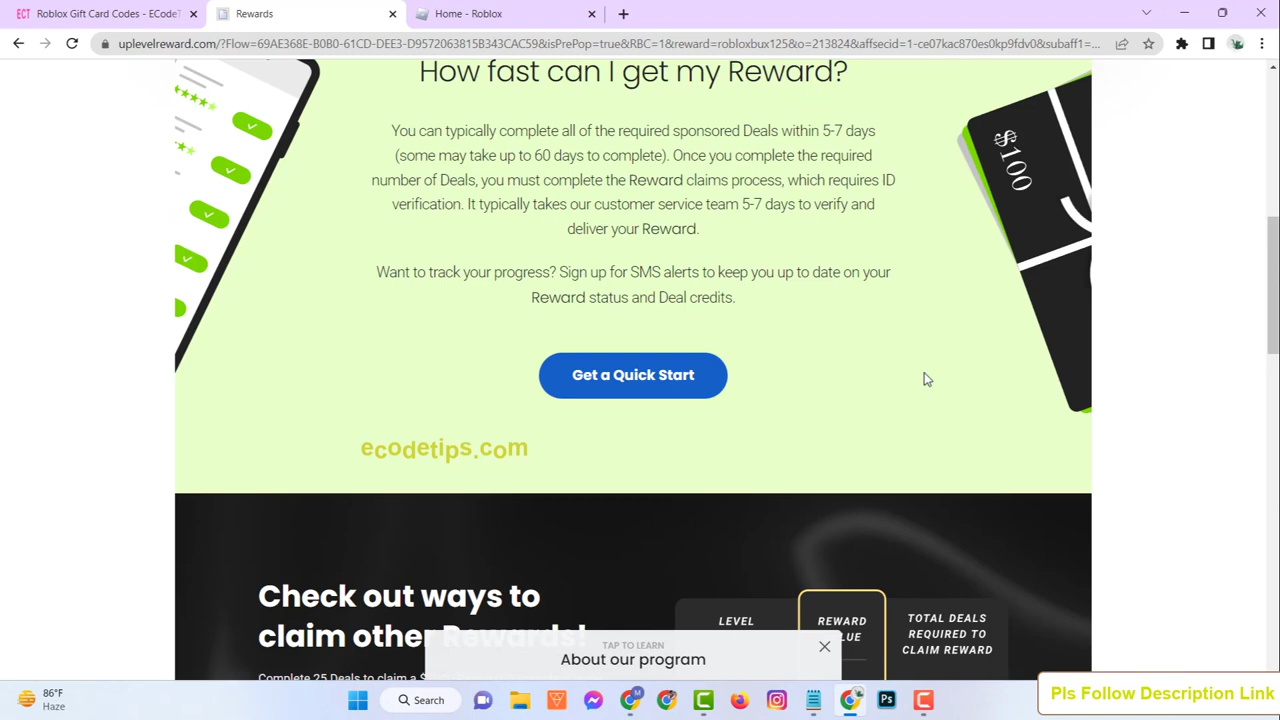 Roblox Gift Card Codes - ECodeT
Rewards
Home - Roblox
uplevelreward.com/?Flow=69AE368E-B0B0-61CD-DEE3-D9572063815B343CAC59&isPrePop=true&RBC=1&reward=robloxbux125&o=213824&affsecid=1-ce07kac870es0kp9fdv0&subaff1=...
How fast can I get my Reward?
You can typically complete all of the required sponsored Deals within 5-7 days
(some may take up to 60 days to complete). Once you complete the required
number of Deals, you must complete the Reward claims process, which requires ID
verification. It typically takes our customer service team 5-7 days to verify and
deliver your Reward.
Want to track your progress? Sign up for SMS alerts to keep you up to date on your
Reward status and Deal credits.
$100
Get a Quick Start
ecodetips.com
Check out ways to
claim other Rewards!
LEVEL
REWARD
TOTAL DEALS
REQUIRED TO
CLAIM REWARD
TAP TO LEARN
About our program
86°F
Haze
Search
Pls Follow Description Link